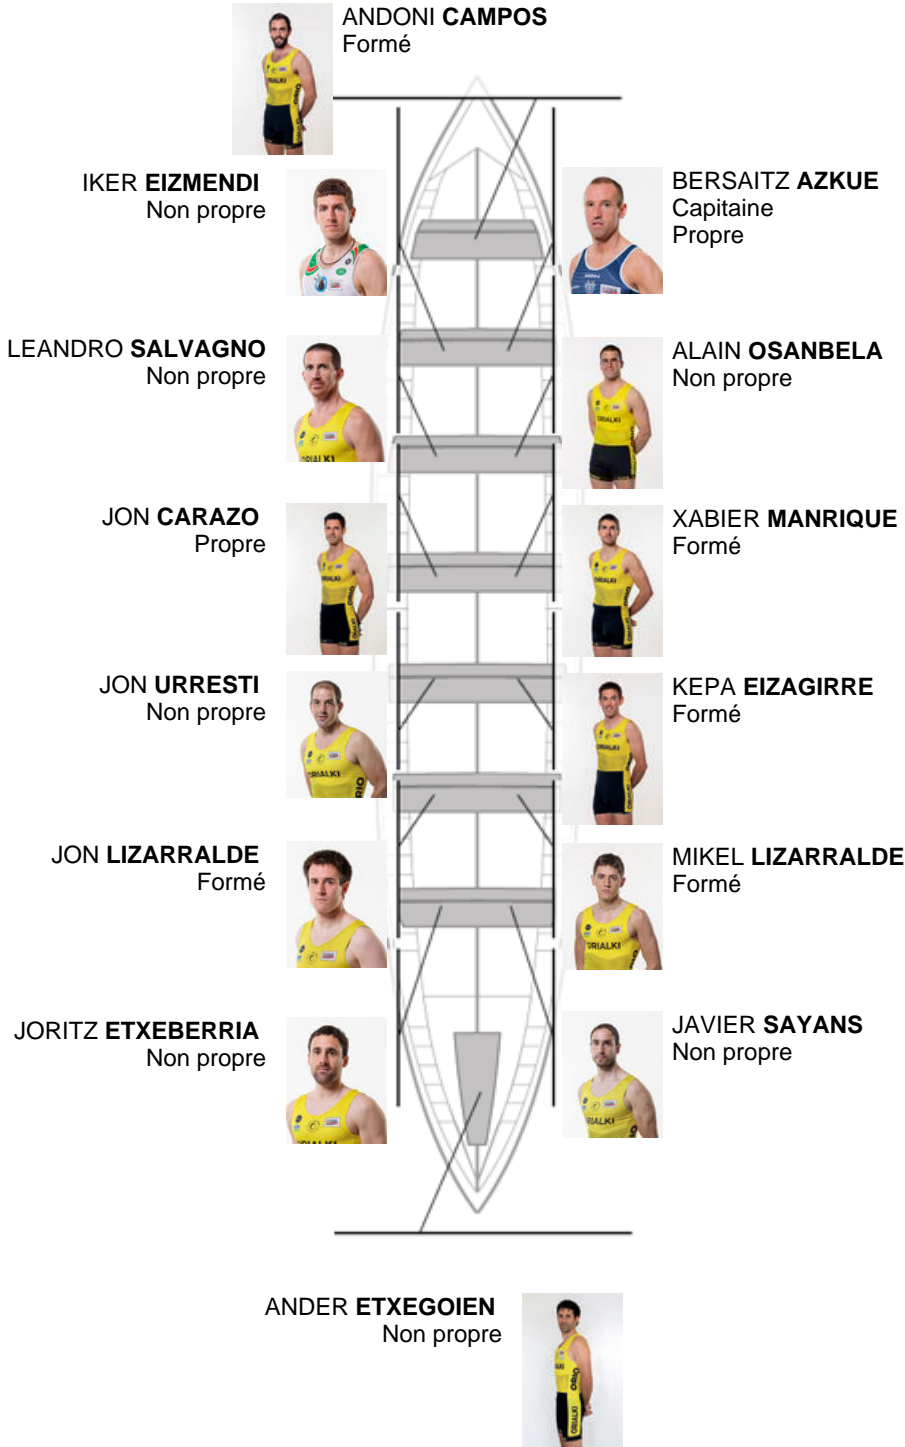 ANDONI CAMPOS
Formé
IKER EIZMENDI
Non propre
BERSAITZ AZKUE
Capitaine
Propre
LEANDRO SALVAGNO
Non propre
ALAIN OSANBELA
Non propre
JON CARAZO
Propre
XABIER MANRIQUE
Formé
JON URRESTI
Non propre
KEPA EIZAGIRRE
Formé
JON LIZARRALDE
Formé
MIKEL LIZARRALDE
Formé
JORITZ ETXEBERRIA
Non propre
JAVIER SAYANS
Non propre
ANDER ETXEGOIEN
Non propre
ORIALKI
ORIO